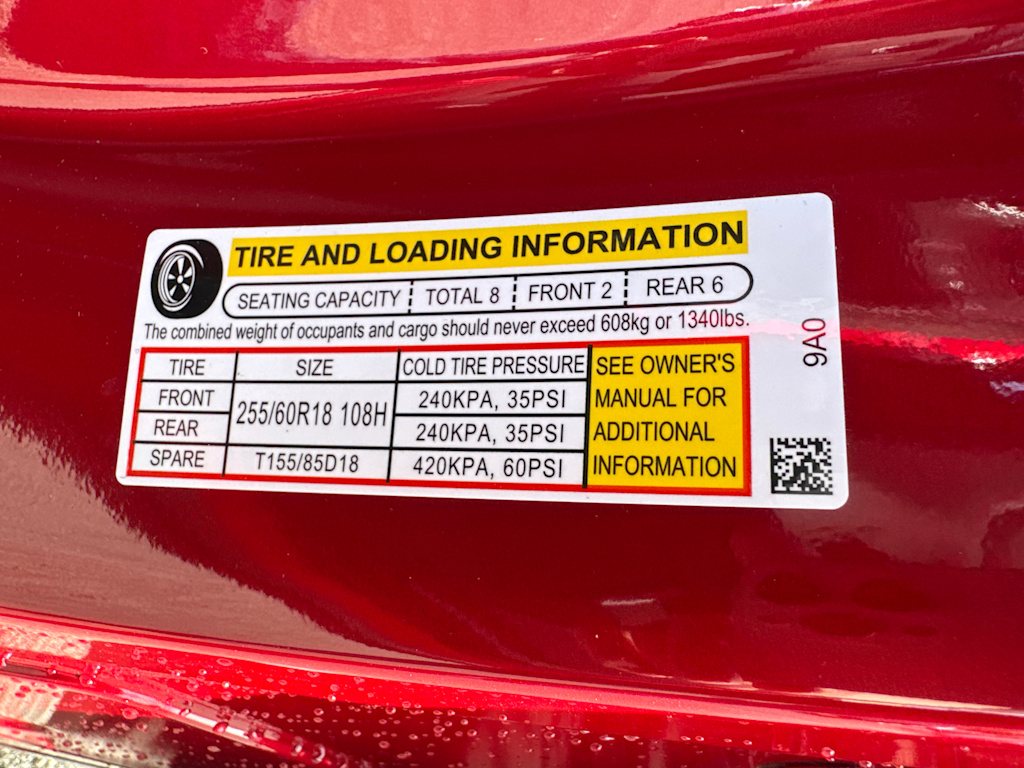 TIRE AND LOADING INFORMATION
SEATING CAPACITY TOTAL 8 FRONT 2 REAR 6
The combined weight of occupants and cargo should never exceed 608kg or 1340lbs.
TIRE SIZE COLD TIRE PRESSURE
FRONT 255/60R18 108H 240KPA, 35PSI
REAR 240KPA, 35PSI
SPARE T155/85D18 420KPA, 60PSI
SEE OWNER'S
MANUAL FOR
ADDITIONAL
INFORMATION
9A0